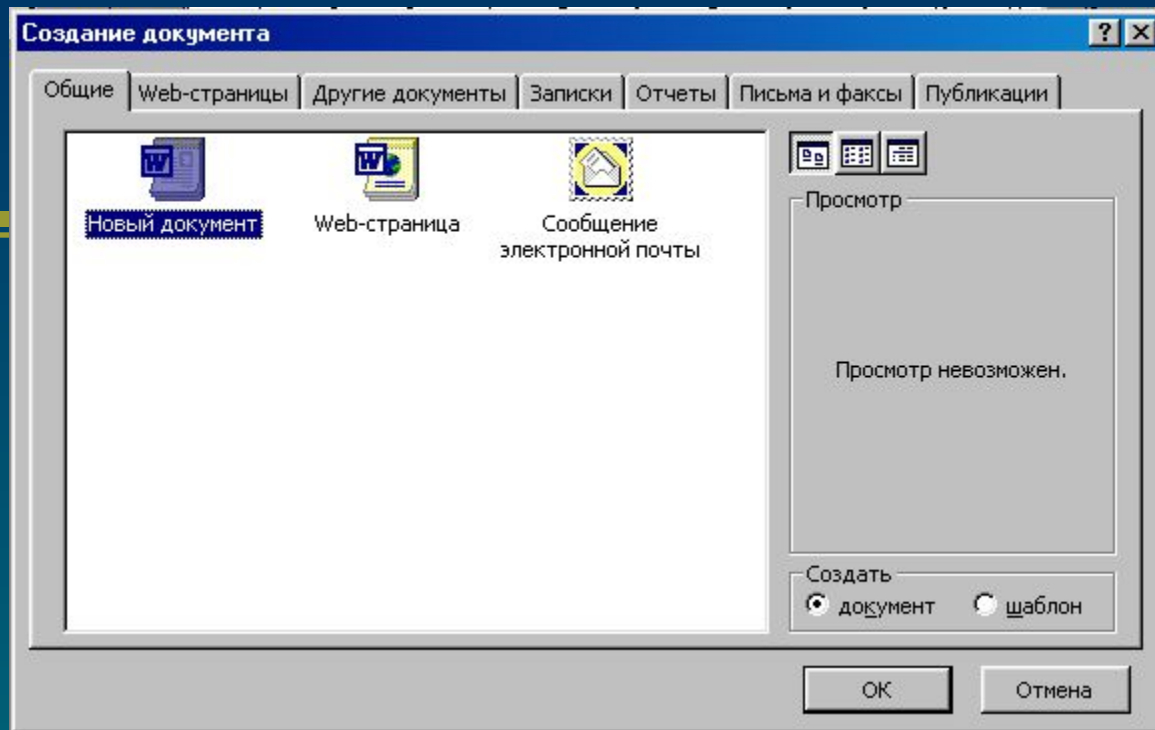 Создание документа
Общие Web-страницы Другие документы Записки Отчеты Письма и факсы Публикации
Новый документ Web-страница Сообщение
электронной почты
Просмотр
Просмотр невозможен.
Создать
документ шаблон
ОК Отмена